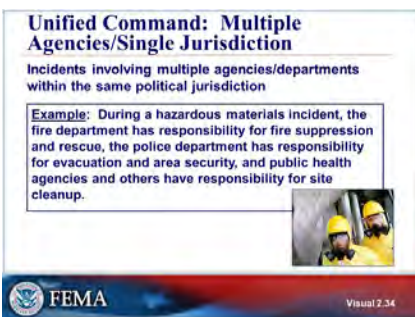 Unified Command: Multiple
Agencies/Single Jurisdiction
Incidents involving multiple agencies/departments
within the same political jurisdiction
Example: During a hazardous materials incident, the
fire department has responsibility for fire suppression
and rescue, the police department has responsibility
for evacuation and area security, and public health
agencies and others have responsibility for site
cleanup.
FEMA
Visual 2.34